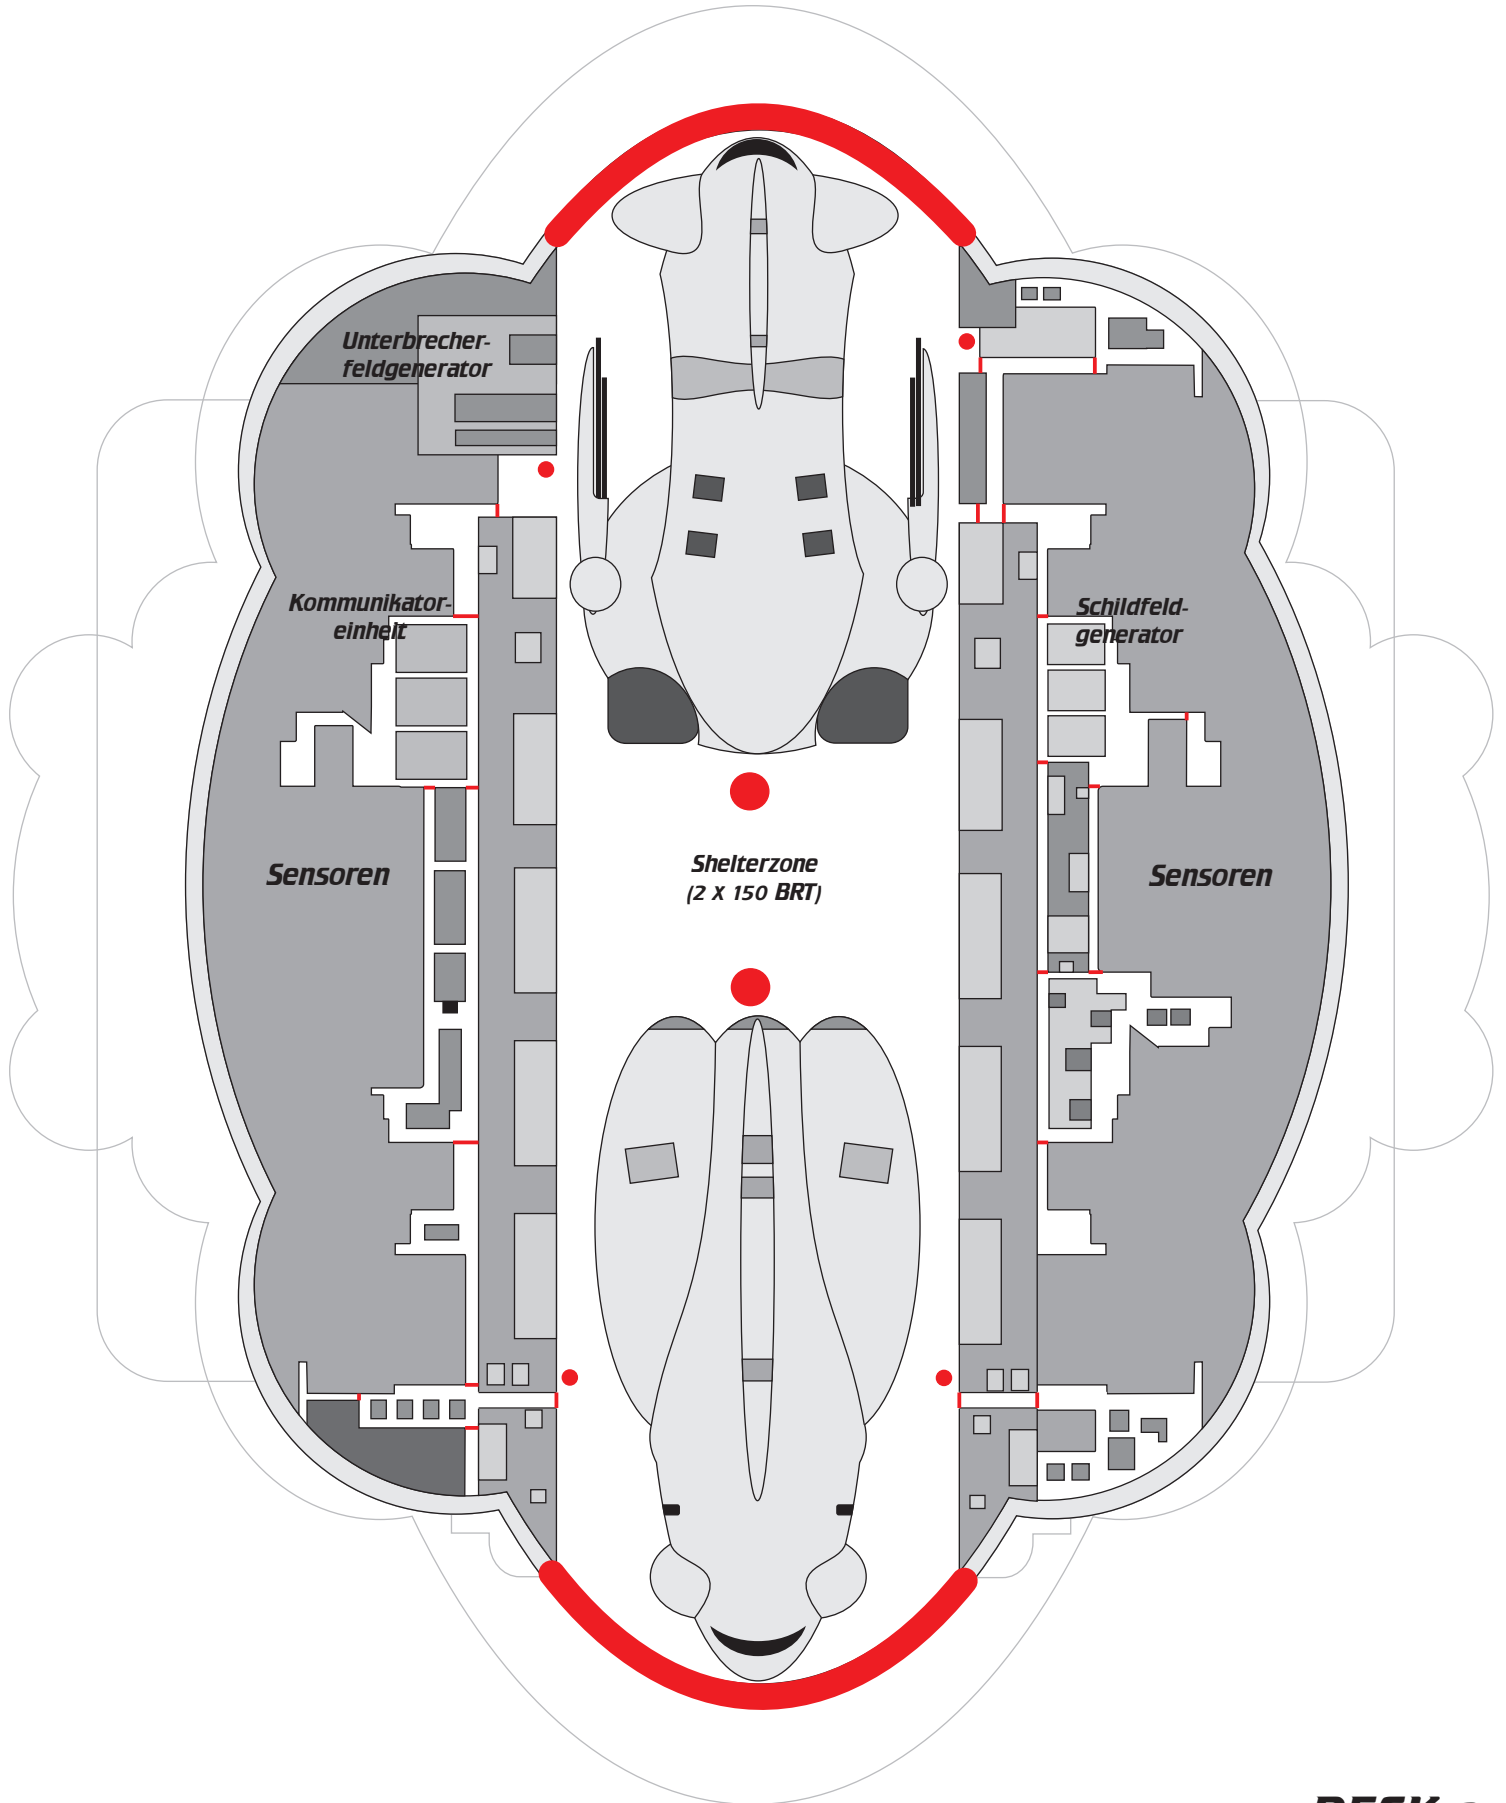 Unterbrecher-
feldgenerator
Kommunikator-
einheit
Schildfeld-
generator
Sensoren
Shelterzone
(2 X 150 BRT)
Sensoren